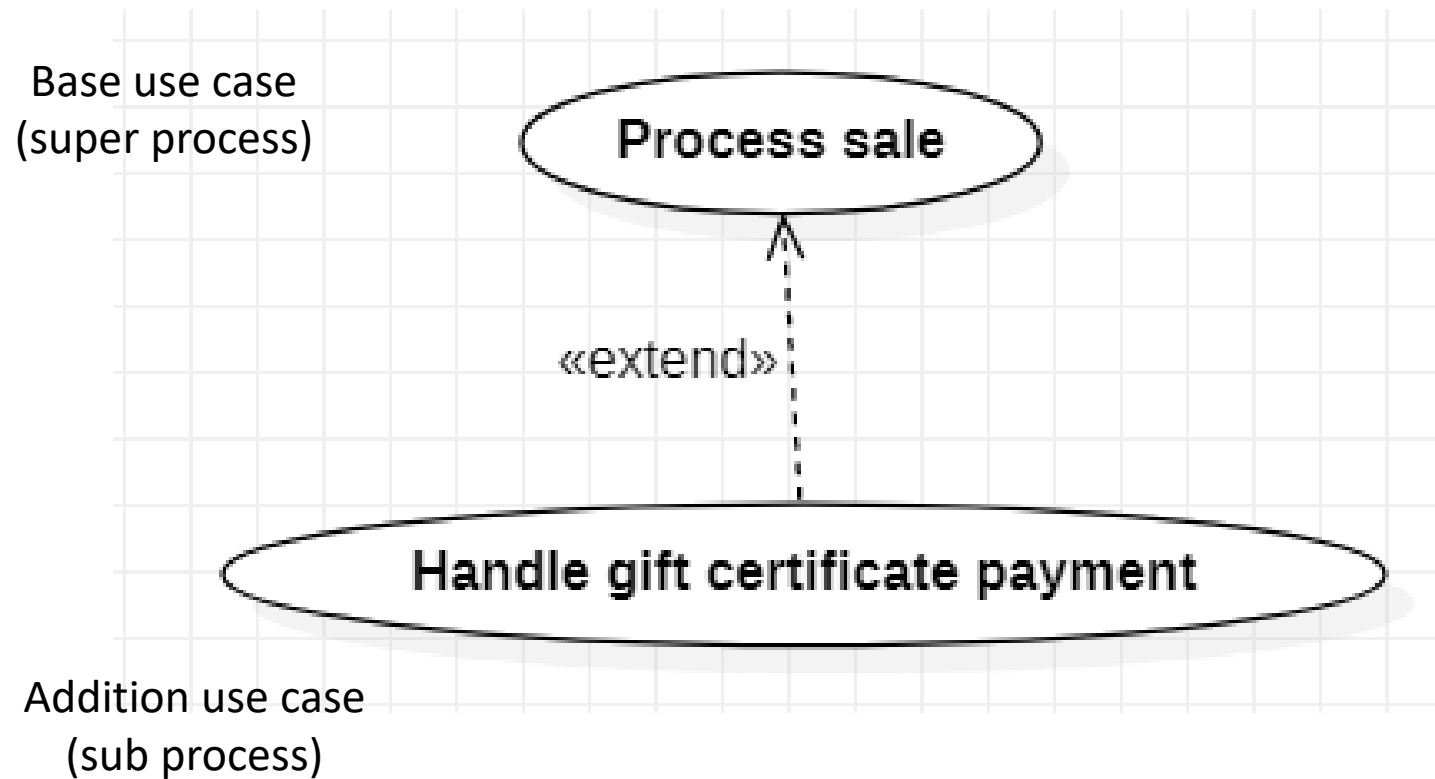 Base use case
(super process)
Process sale
«extend»
Handle gift certificate payment
Addition use case
(sub process)